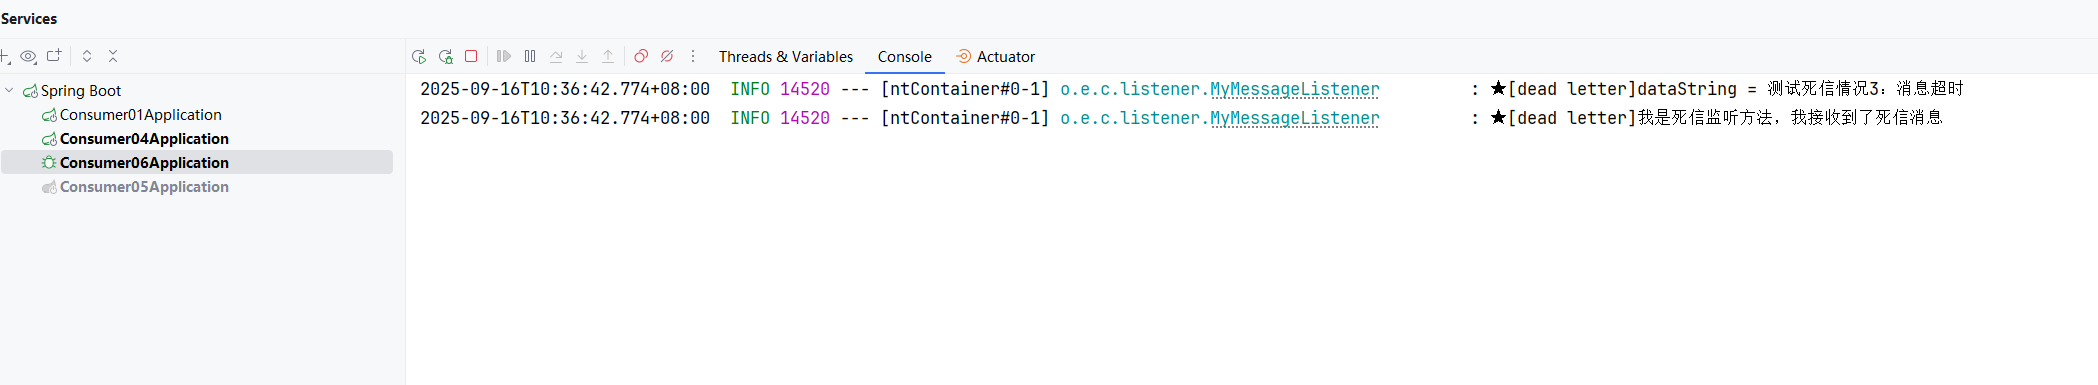 Services
Threads & Variables
Console
Actuator
Spring Boot
Consumer01Application
Consumer04Application
Consumer06Application
Consumer05Application
2025-09-16T10:36:42.774+08:00  INFO 14520 --- [ntContainer#0-1] o.e.c.listener.MyMessageListener         : ★[dead letter]dataString = 测试死信情况3：消息超时
2025-09-16T10:36:42.774+08:00  INFO 14520 --- [ntContainer#0-1] o.e.c.listener.MyMessageListener         : ★[dead letter]我是死信监听方法，我接收到了死信消息